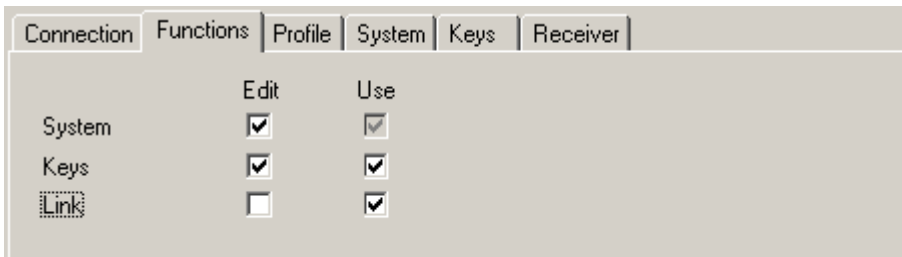 Connection Functions Profile System Keys Receiver
Edit Use
System
Keys
Link